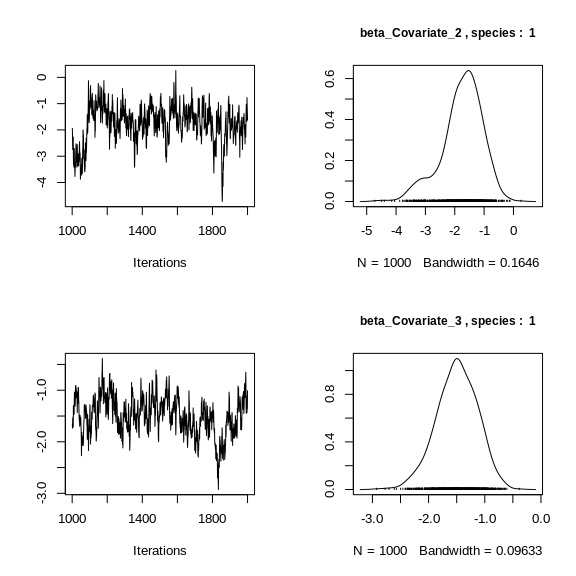 beta_Covariate_2 , species : 1
0
-1
-2
-3
-4
1000 1400 1800
Iterations
0.6
0.4
0.2
0.0
-5 -4 -3 -2 -1 0
N = 1000 Bandwidth = 0.1646
beta_Covariate_3 , species : 1
-1.0
-2.0
-3.0
1000 1400 1800
Iterations
0.8
0.4
0.0
-3.0 -2.0 -1.0 0.0
N = 1000 Bandwidth = 0.09633